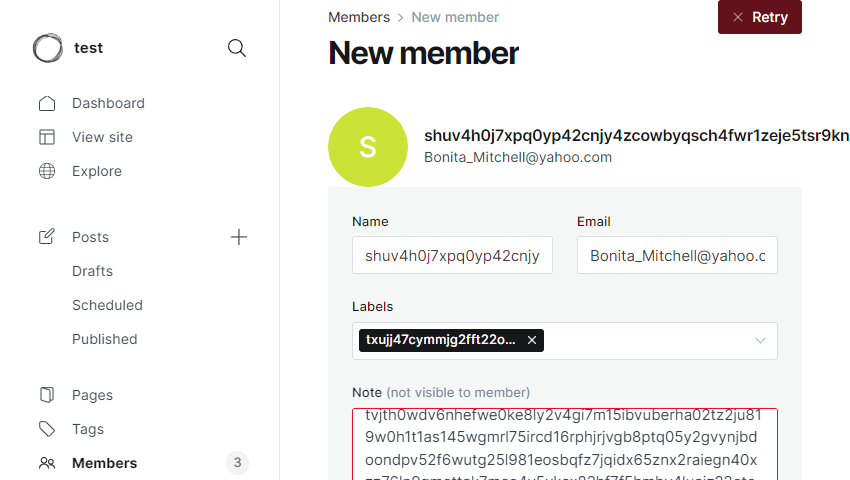 Members > New member
Retry
New member
test
Dashboard
View site
Explore
Posts
Drafts
Scheduled
Published
Pages
Tags
Members 3
S
shuv4h0j7xpq0yp42cnjy4zcowbyqsch4fwr1zeje5tsr9kn
Bonita_Mitchell@yahoo.com
Name
shuv4h0j7xpq0yp42cnjy
Email
Bonita_Mitchell@yahoo.c
Labels
txujj47cymmjg2fft22o...
Note (not visible to member)
tvjth0wdv6nhefwe0ke8ly2v4gi7m15ibvuberha02tz2ju81
9w0h1t1as145wgmrl75ircd16rphjrjvgb8ptq05y2gvynjbd
oondpv52f6wutg25l981eosbqfz7jqidx65znx2raiegn40x